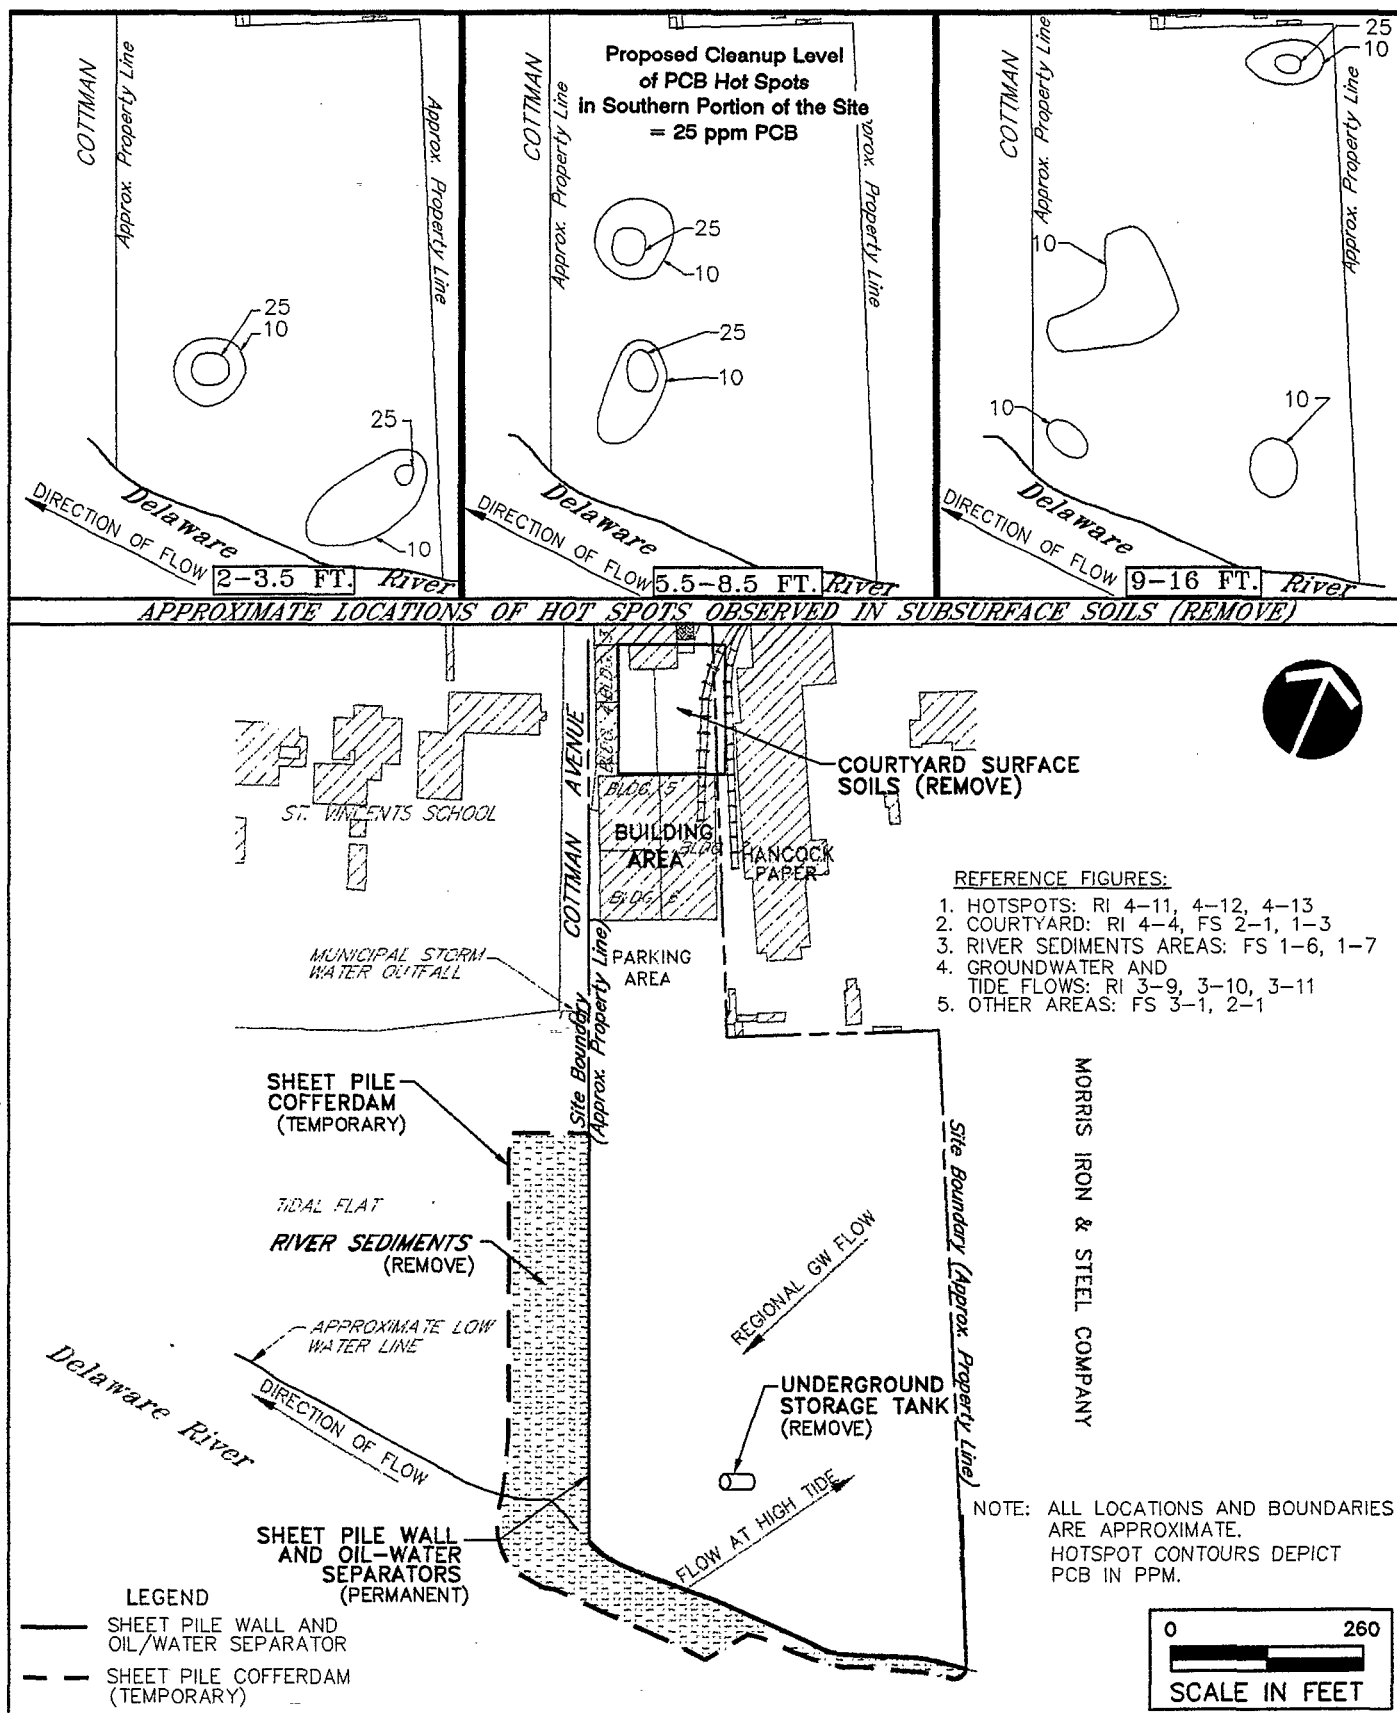 COTTMAN
Approx. Property Line
Approx. Property Line
25
10
25
10
Delaware
River
DIRECTION OF FLOW
2-3.5 FT.
Proposed Cleanup Level
of PCB Hot Spots
in Southern Portion of the Site
= 25 ppm PCB
COTTMAN
Approx. Property Line
prox. Property Line
25
10
25
10
Delaware
River
DIRECTION OF FLOW
5.5-8.5 FT.
COTTMAN
Approx. Property Line
Approx. Property Line
25
10
10
10
10
Delaware
River
DIRECTION OF FLOW
9-16 FT.
APPROXIMATE LOCATIONS OF HOT SPOTS OBSERVED IN SUBSURFACE SOILS (REMOVE)
BLDG. 3
BLDG. 4
COTTMAN AVENUE
COURTYARD SURFACE
SOILS (REMOVE)
ST. VINCENTS SCHOOL
BLDG. 5
BUILDING
AREA
BLDG
BLDG 6
HANCOCK
PAPER
REFERENCE FIGURES:
1. HOTSPOTS: RI 4-11, 4-12, 4-13
2. COURTYARD: RI 4-4, FS 2-1, 1-3
3. RIVER SEDIMENTS AREAS: FS 1-6, 1-7
4. GROUNDWATER AND
TIDE FLOWS: RI 3-9, 3-10, 3-11
5. OTHER AREAS: FS 3-1, 2-1
MUNICIPAL STORM
WATER OUTFALL
PARKING
AREA
Site Boundary
(Approx. Property Line)
SHEET PILE
COFFERDAM
(TEMPORARY)
TIDAL FLAT
RIVER SEDIMENTS
(REMOVE)
APPROXIMATE LOW
WATER LINE
Delaware River
DIRECTION OF FLOW
REGIONAL GW FLOW
Site Boundary (Approx. Property Line)
MORRIS IRON & STEEL COMPANY
UNDERGROUND
STORAGE TANK
(REMOVE)
FLOW AT HIGH TIDE
SHEET PILE WALL
AND OIL-WATER
SEPARATORS
(PERMANENT)
NOTE: ALL LOCATIONS AND BOUNDARIES
ARE APPROXIMATE.
HOTSPOT CONTOURS DEPICT
PCB IN PPM.
LEGEND
SHEET PILE WALL AND
OIL/WATER SEPARATOR
SHEET PILE COFFERDAM
(TEMPORARY)
0 260
SCALE IN FEET